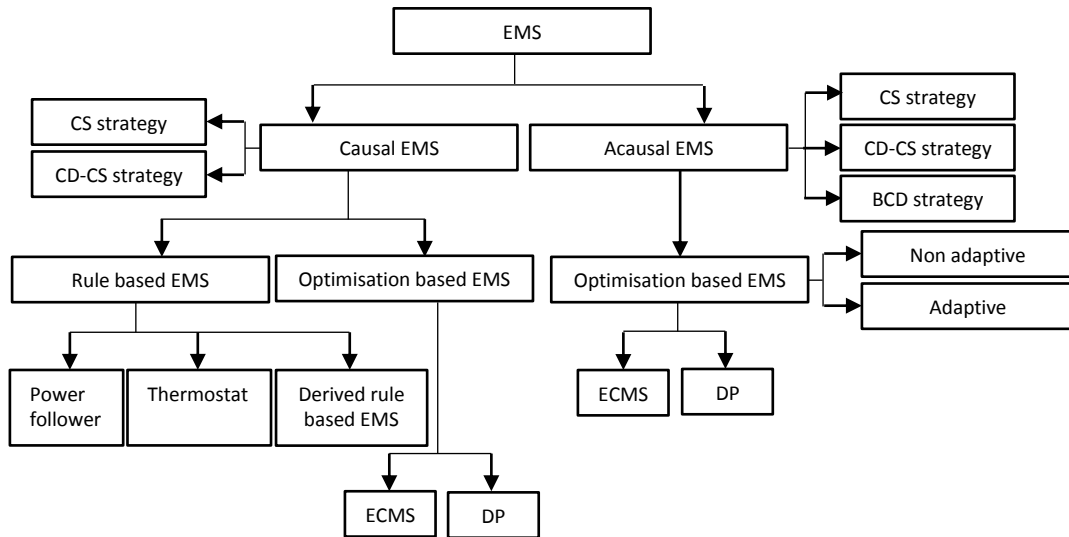 EMS
CS strategy
CS strategy
Causal EMS
Acausal EMS
CD-CS strategy
CD-CS strategy
BCD strategy
Rule based EMS
Optimisation based EMS
Optimisation based EMS
Non adaptive
Adaptive
Power
follower
Thermostat
Derived rule
based EMS
ECMS
DP
ECMS
DP